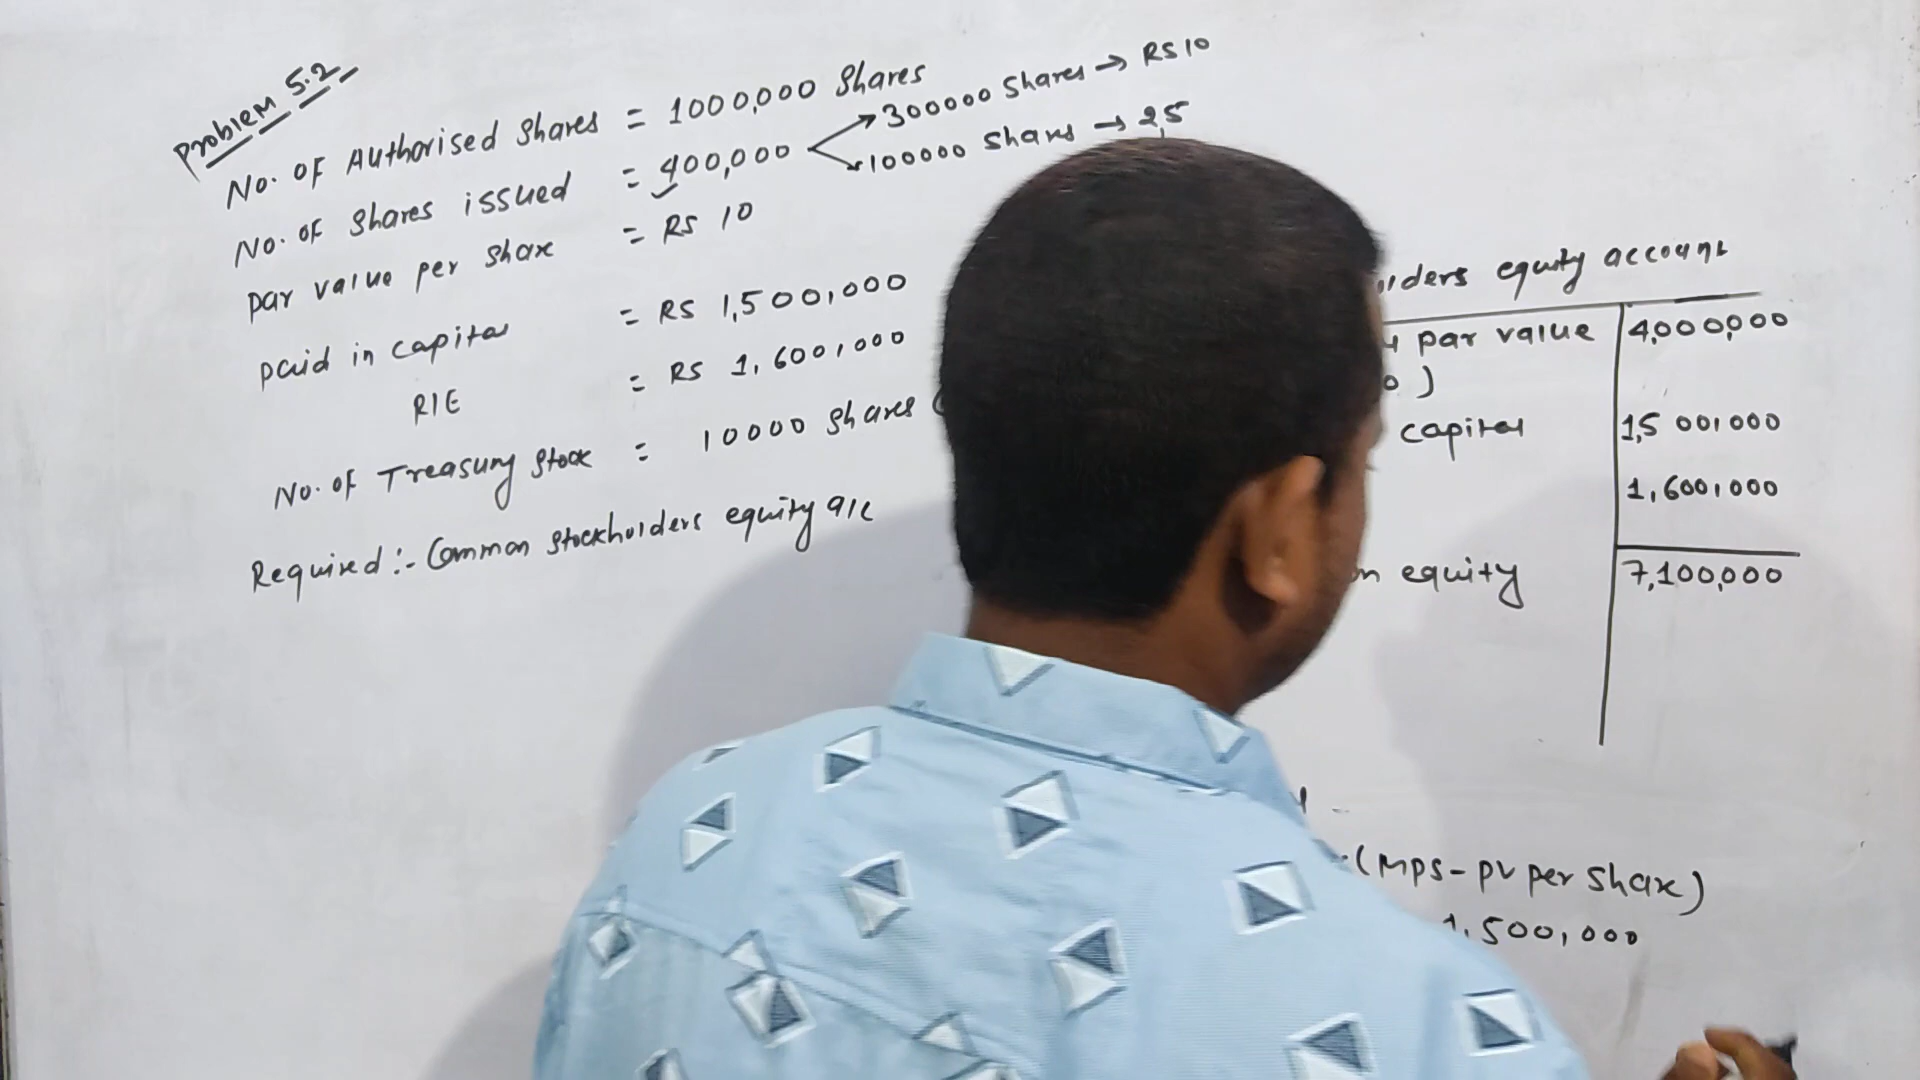 Problem 5.2
No. of Authorised Shares = 1000,000 Shares
No. of Shares issued = 400,000
300000 Shares → RS 10
100000 Shares → 25
par value per share = RS 10
paid in capital = RS 1,500,000
R/E = RS 1,600,000
No. of Treasury stock = 10000 Shares (
Required:- Common stockholders equity a/c
equity account
par value 4,000,000
)
capital 1,500,000
1,600,000
equity 7,100,000
(MPS - PV per share)
1,500,000